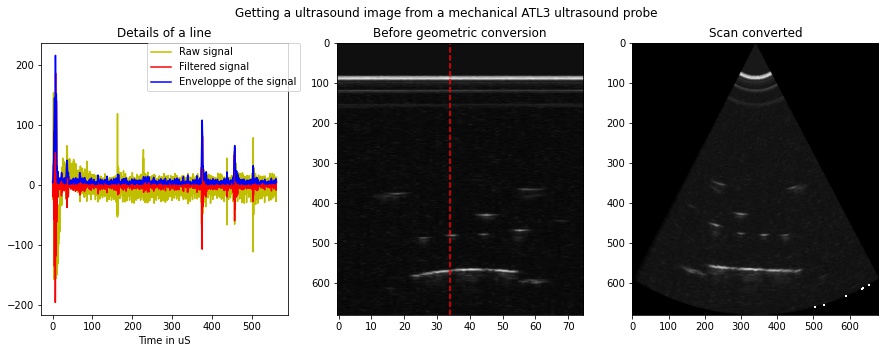 Getting a ultrasound image from a mechanical ATL3 ultrasound probe
Details of a line
Raw signal
Filtered signal
Enveloppe of the signal
200
100
0
−100
−200
0 100 200 300 400 500
Time in uS
Before geometric conversion
0
100
200
300
400
500
600
0 10 20 30 40 50 60 70
Scan converted
0
100
200
300
400
500
600
0 100 200 300 400 500 600